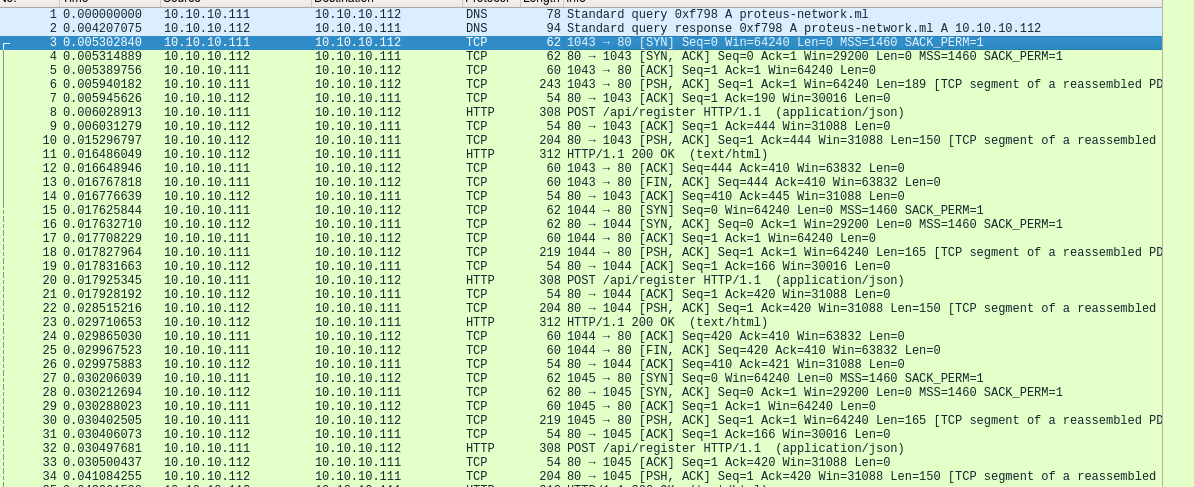 No. Time Source Destination Protocol Length Info
1 0.000000000 10.10.10.111 10.10.10.112 DNS 78 Standard query 0xf798 A proteus-network.ml
2 0.004207075 10.10.10.112 10.10.10.111 DNS 94 Standard query response 0xf798 A proteus-network.ml A 10.10.10.112
3 0.005302840 10.10.10.111 10.10.10.112 TCP 62 1043 → 80 [SYN] Seq=0 Win=64240 Len=0 MSS=1460 SACK_PERM=1
4 0.005314889 10.10.10.112 10.10.10.111 TCP 62 80 → 1043 [SYN, ACK] Seq=0 Ack=1 Win=29200 Len=0 MSS=1460 SACK_PERM=1
5 0.005389756 10.10.10.111 10.10.10.112 TCP 60 1043 → 80 [ACK] Seq=1 Ack=1 Win=64240 Len=0
6 0.005940182 10.10.10.111 10.10.10.112 TCP 243 1043 → 80 [PSH, ACK] Seq=1 Ack=1 Win=64240 Len=189 [TCP segment of a reassembled PD
7 0.005945626 10.10.10.112 10.10.10.111 TCP 54 80 → 1043 [ACK] Seq=1 Ack=190 Win=30016 Len=0
8 0.006028913 10.10.10.111 10.10.10.112 HTTP 308 POST /api/register HTTP/1.1 (application/json)
9 0.006031279 10.10.10.112 10.10.10.111 TCP 54 80 → 1043 [ACK] Seq=1 Ack=444 Win=31088 Len=0
10 0.015296797 10.10.10.112 10.10.10.111 TCP 204 80 → 1043 [PSH, ACK] Seq=1 Ack=444 Win=31088 Len=150 [TCP segment of a reassembled
11 0.016486049 10.10.10.112 10.10.10.111 HTTP 312 HTTP/1.1 200 OK (text/html)
12 0.016648946 10.10.10.111 10.10.10.112 TCP 60 1043 → 80 [ACK] Seq=444 Ack=410 Win=63832 Len=0
13 0.016767818 10.10.10.111 10.10.10.112 TCP 60 1043 → 80 [FIN, ACK] Seq=444 Ack=410 Win=63832 Len=0
14 0.016776639 10.10.10.112 10.10.10.111 TCP 54 80 → 1043 [ACK] Seq=410 Ack=445 Win=31088 Len=0
15 0.017625844 10.10.10.111 10.10.10.112 TCP 62 1044 → 80 [SYN] Seq=0 Win=64240 Len=0 MSS=1460 SACK_PERM=1
16 0.017632710 10.10.10.112 10.10.10.111 TCP 62 80 → 1044 [SYN, ACK] Seq=0 Ack=1 Win=29200 Len=0 MSS=1460 SACK_PERM=1
17 0.017708229 10.10.10.111 10.10.10.112 TCP 60 1044 → 80 [ACK] Seq=1 Ack=1 Win=64240 Len=0
18 0.017827964 10.10.10.111 10.10.10.112 TCP 219 1044 → 80 [PSH, ACK] Seq=1 Ack=1 Win=64240 Len=165 [TCP segment of a reassembled PD
19 0.017831663 10.10.10.112 10.10.10.111 TCP 54 80 → 1044 [ACK] Seq=1 Ack=166 Win=30016 Len=0
20 0.017925345 10.10.10.111 10.10.10.112 HTTP 308 POST /api/register HTTP/1.1 (application/json)
21 0.017928192 10.10.10.112 10.10.10.111 TCP 54 80 → 1044 [ACK] Seq=1 Ack=420 Win=31088 Len=0
22 0.028515216 10.10.10.112 10.10.10.111 TCP 204 80 → 1044 [PSH, ACK] Seq=1 Ack=420 Win=31088 Len=150 [TCP segment of a reassembled
23 0.029710653 10.10.10.112 10.10.10.111 HTTP 312 HTTP/1.1 200 OK (text/html)
24 0.029865030 10.10.10.111 10.10.10.112 TCP 60 1044 → 80 [ACK] Seq=420 Ack=410 Win=63832 Len=0
25 0.029967523 10.10.10.111 10.10.10.112 TCP 60 1044 → 80 [FIN, ACK] Seq=420 Ack=410 Win=63832 Len=0
26 0.029975883 10.10.10.112 10.10.10.111 TCP 54 80 → 1044 [ACK] Seq=410 Ack=421 Win=31088 Len=0
27 0.030206039 10.10.10.111 10.10.10.112 TCP 62 1045 → 80 [SYN] Seq=0 Win=64240 Len=0 MSS=1460 SACK_PERM=1
28 0.030212694 10.10.10.112 10.10.10.111 TCP 62 80 → 1045 [SYN, ACK] Seq=0 Ack=1 Win=29200 Len=0 MSS=1460 SACK_PERM=1
29 0.030288023 10.10.10.111 10.10.10.112 TCP 60 1045 → 80 [ACK] Seq=1 Ack=1 Win=64240 Len=0
30 0.030402505 10.10.10.111 10.10.10.112 TCP 219 1045 → 80 [PSH, ACK] Seq=1 Ack=1 Win=64240 Len=165 [TCP segment of a reassembled PD
31 0.030406073 10.10.10.112 10.10.10.111 TCP 54 80 → 1045 [ACK] Seq=1 Ack=166 Win=30016 Len=0
32 0.030497681 10.10.10.111 10.10.10.112 HTTP 308 POST /api/register HTTP/1.1 (application/json)
33 0.030500437 10.10.10.112 10.10.10.111 TCP 54 80 → 1045 [ACK] Seq=1 Ack=420 Win=31088 Len=0
34 0.041084255 10.10.10.112 10.10.10.111 TCP 204 80 → 1045 [PSH, ACK] Seq=1 Ack=420 Win=31088 Len=150 [TCP segment of a reassembled